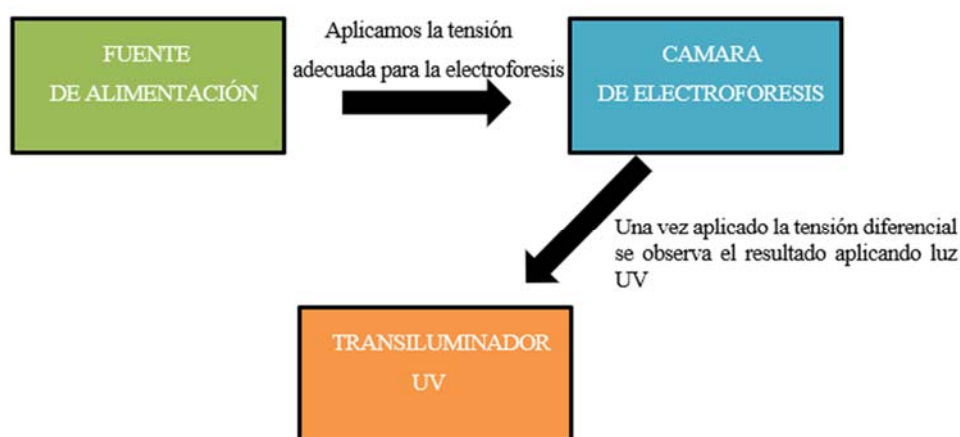 FUENTE
DE ALIMENTACIÓN
Aplicamos la tensión
adecuada para la electroforesis
CAMARA
DE ELECTROFORESIS
Una vez aplicado la tensión diferencial
se observa el resultado aplicando luz
UV
TRANSILUMINADOR
UV